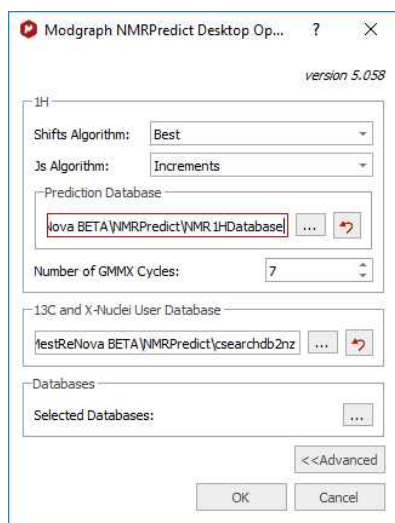 Modgraph NMRPredict Desktop Op...
version 5.058
1H
Shifts Algorithm: Best
Js Algorithm: Increments
Prediction Database
Nova BETA\NMRPredict\NMR1HDatabase ...
Number of GMMX Cycles: 7
13C and X-Nuclei User Database
MestReNova BETA\NMRPredict\csearchdb2nz ...
Databases
Selected Databases: ...
<<Advanced
OK Cancel